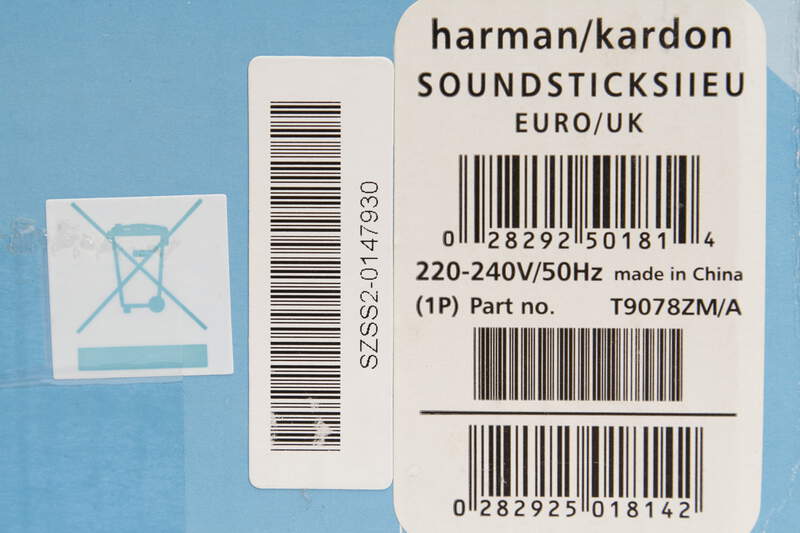 harman/kardon
SOUNDSTICKSIIEU
EURO/UK
0 28292 50181 4
220-240V/50Hz made in China
(1P) Part no. T9078ZM/A
0 282925 018142
SZSS2-0147930